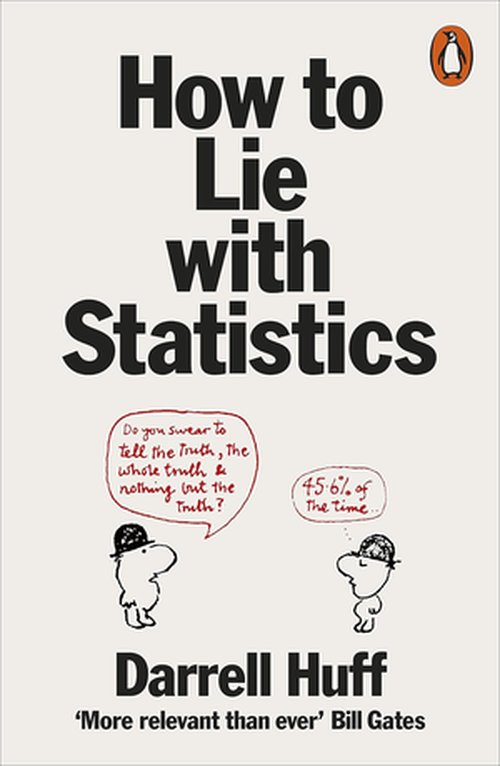 How to
Lie
with
Statistics
Do you swear to
tell the truth, the
whole truth &
nothing but the
truth?
45.6% of
the time..
Darrell Huff
‘More relevant than ever’ Bill Gates